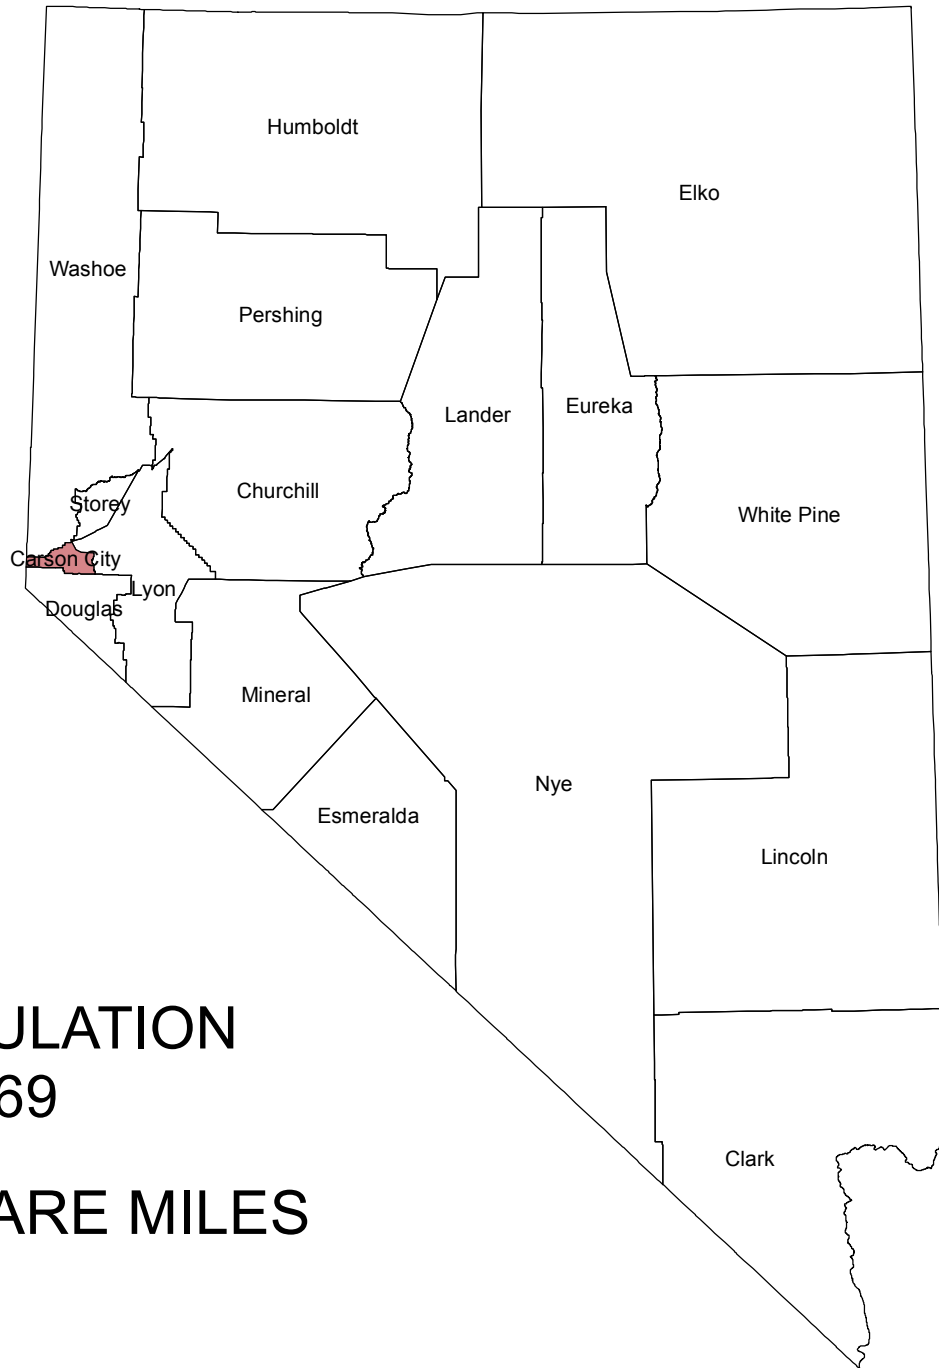 Humboldt
Elko
Washoe
Pershing
Lander
Eureka
Churchill
Storey
White Pine
Carson City
Lyon
Douglas
Mineral
Nye
Esmeralda
Lincoln
ULATION
69
Clark
ARE MILES